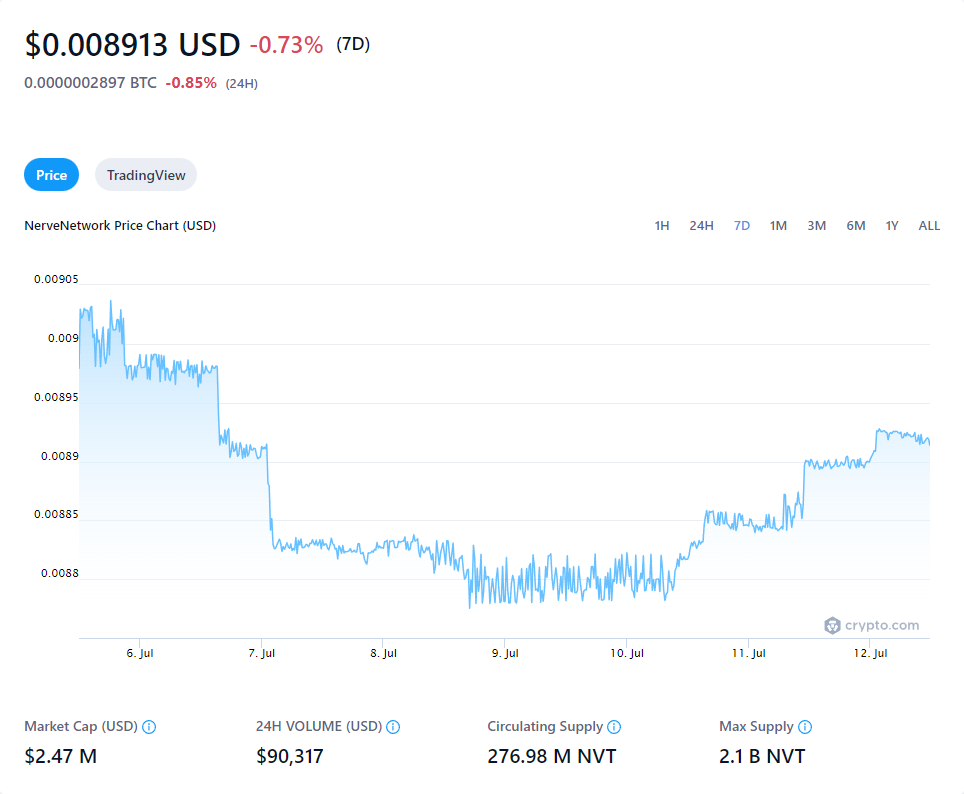 $0.008913 USD -0.73% (7D)
0.0000002897 BTC -0.85% (24H)
Price TradingView
NerveNetwork Price Chart (USD) 1H 24H 7D 1M 3M 6M 1Y ALL
0.00905
0.009
0.00895
0.0089
0.00885
0.0088
crypto.com
6. Jul 7. Jul 8. Jul 9. Jul 10. Jul 11. Jul 12. Jul
Market Cap (USD) 24H VOLUME (USD) Circulating Supply Max Supply
$2.47 M $90,317 276.98 M NVT 2.1 B NVT